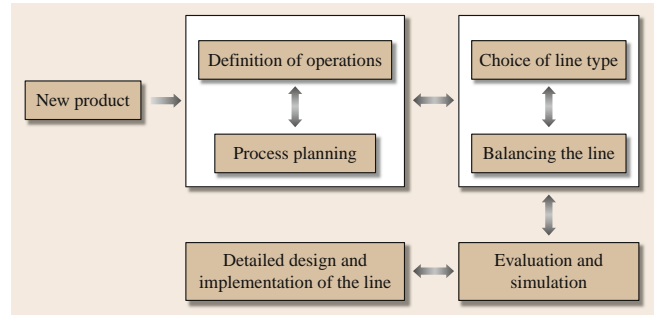 Definition of operations
Choice of line type
New product
Process planning
Balancing the line
Detailed design and
implementation of the line
Evaluation and
simulation